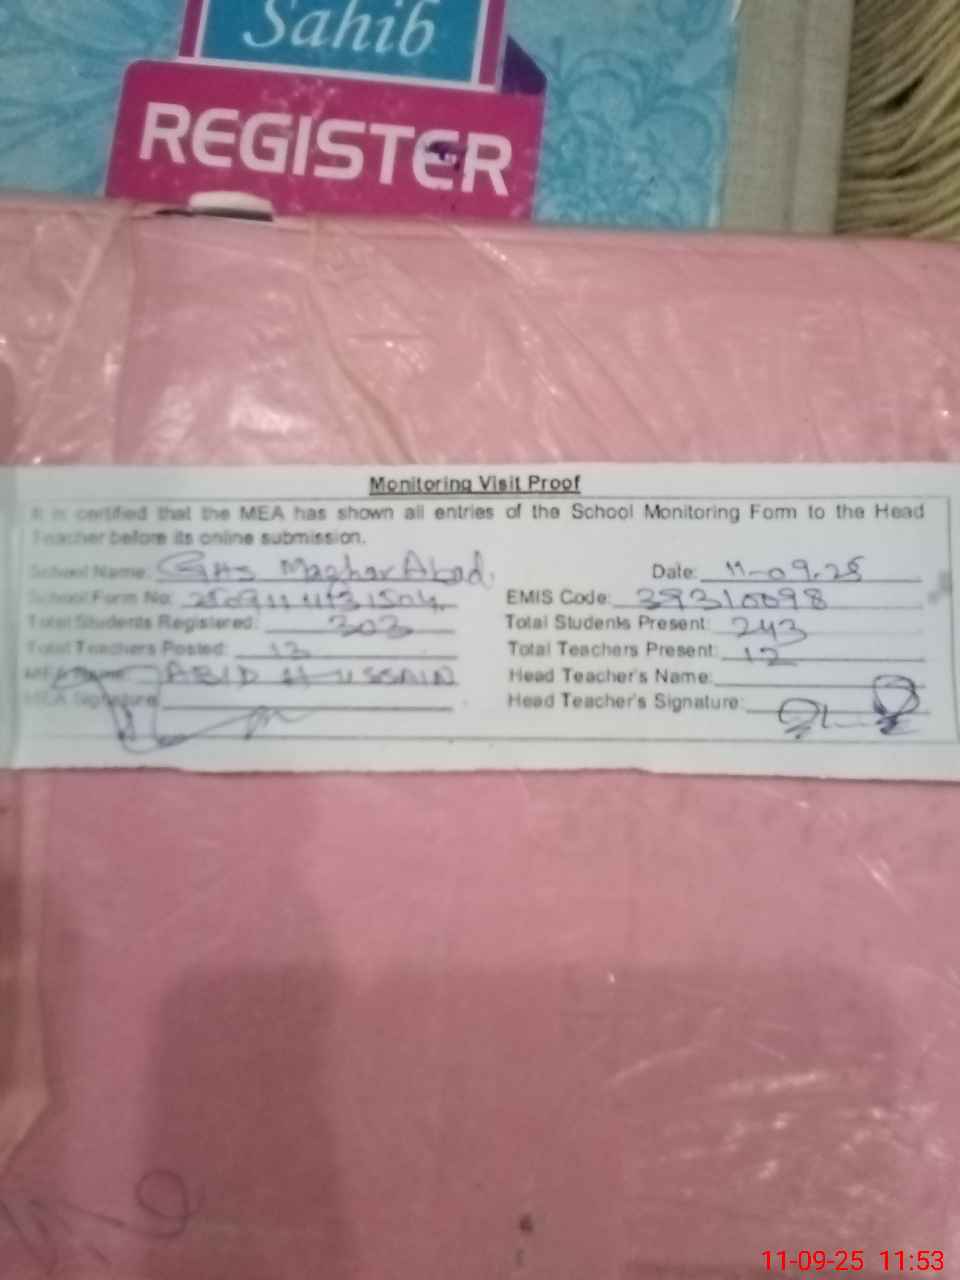 Sahib
REGISTER
Monitoring Visit Proof
It is certified that the MEA has shown all entries of the School Monitoring Form to the Head
Teacher before its online submission.
School Name: GHS Mazhar Abad. Date: 11-09-25
School Form No: EMIS Code: 39310098
Total Students Registered: 303 Total Students Present: 243
Total Teachers Posted: 13 Total Teachers Present: 12
MEA Name: ABID HUSSAIN Head Teacher's Name:
MEA Signature: Head Teacher's Signature:
11-09-25 11:53